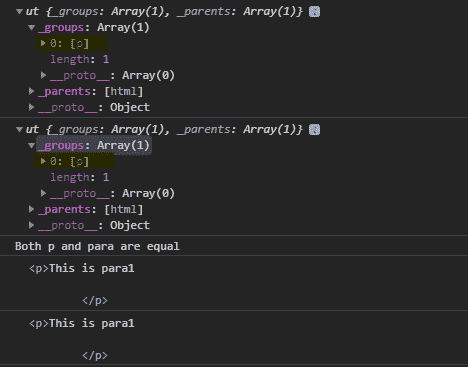 ▼ut {_groups: Array(1), _parents: Array(1)} i
▼_groups: Array(1)
▶0: [p]
length: 1
▶__proto__: Array(0)
▶_parents: [html]
▶__proto__: Object
▼ut {_groups: Array(1), _parents: Array(1)} i
▼_groups: Array(1)
▶0: [p]
length: 1
▶__proto__: Array(0)
▶_parents: [html]
▶__proto__: Object
Both p and para are equal
<p>This is para1
</p>
<p>This is para1
</p>